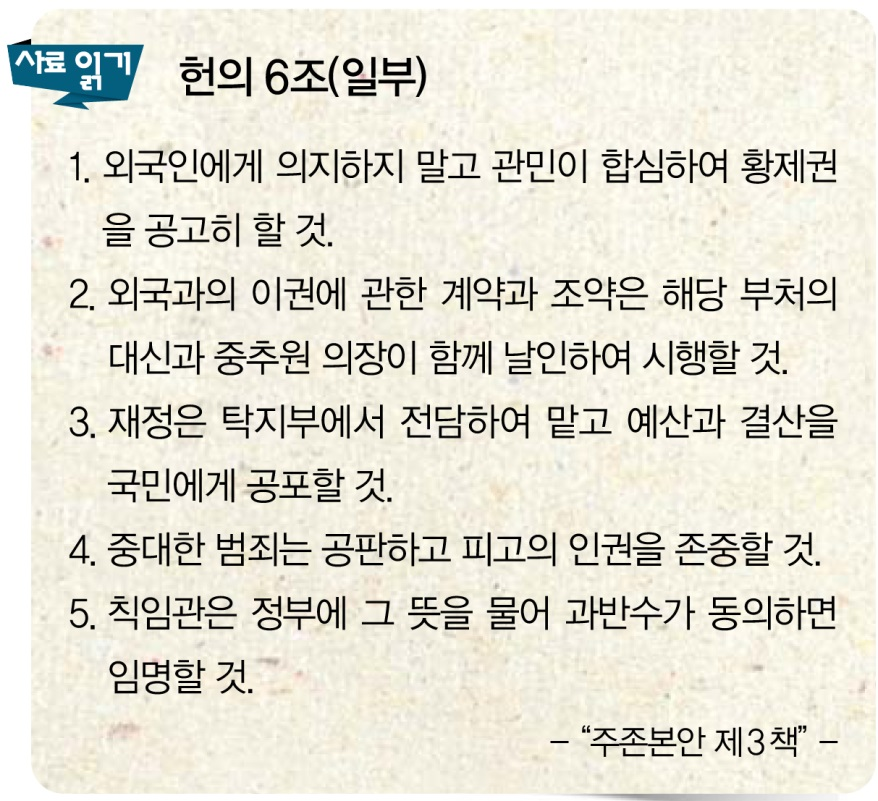 사료 읽기
헌의 6조(일부)
1. 외국인에게 의지하지 말고 관민이 합심하여 황제권
을 공고히 할 것.
2. 외국과의 이권에 관한 계약과 조약은 해당 부처의
대신과 중추원 의장이 함께 날인하여 시행할 것.
3. 재정은 탁지부에서 전담하여 맡고 예산과 결산을
국민에게 공포할 것.
4. 중대한 범죄는 공판하고 피고의 인권을 존중할 것.
5. 칙임관은 정부에 그 뜻을 물어 과반수가 동의하면
임명할 것.
– “주존본안 제3책” –